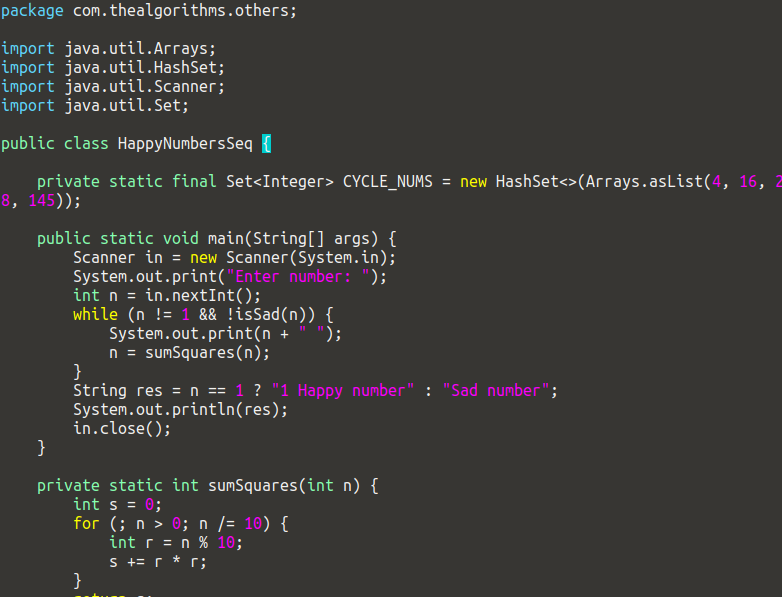 package com.thealgorithms.others;
import java.util.Arrays;
import java.util.HashSet;
import java.util.Scanner;
import java.util.Set;
public class HappyNumbersSeq {
private static final Set<Integer> CYCLE_NUMS = new HashSet<>(Arrays.asList(4, 16, 2
8, 145));
public static void main(String[] args) {
Scanner in = new Scanner(System.in);
System.out.print("Enter number: ");
int n = in.nextInt();
while (n != 1 && !isSad(n)) {
System.out.print(n + " ");
n = sumSquares(n);
}
String res = n == 1 ? "1 Happy number" : "Sad number";
System.out.println(res);
in.close();
}
private static int sumSquares(int n) {
int s = 0;
for (; n > 0; n /= 10) {
int r = n % 10;
s += r * r;
}